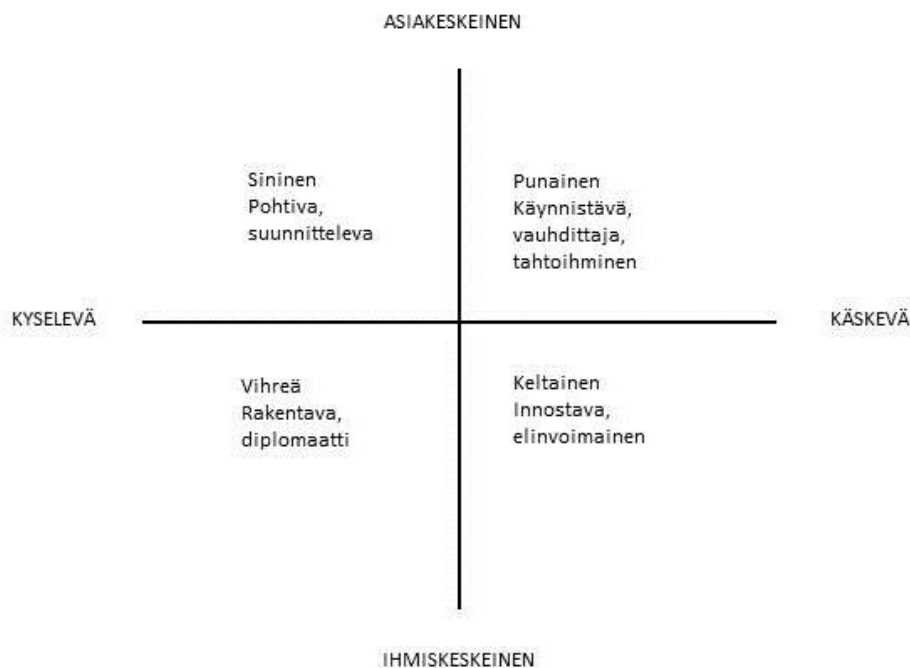 ASIAKESKEINEN
Sininen
Pohtiva,
suunnitteleva
Punainen
Käynnistävä,
vauhdittaja,
tahtoihminen
KYSELEVÄ
KÄSKEVÄ
Vihreä
Rakentava,
diplomaatti
Keltainen
Innostava,
elinvoimainen
IHMISKESKEINEN